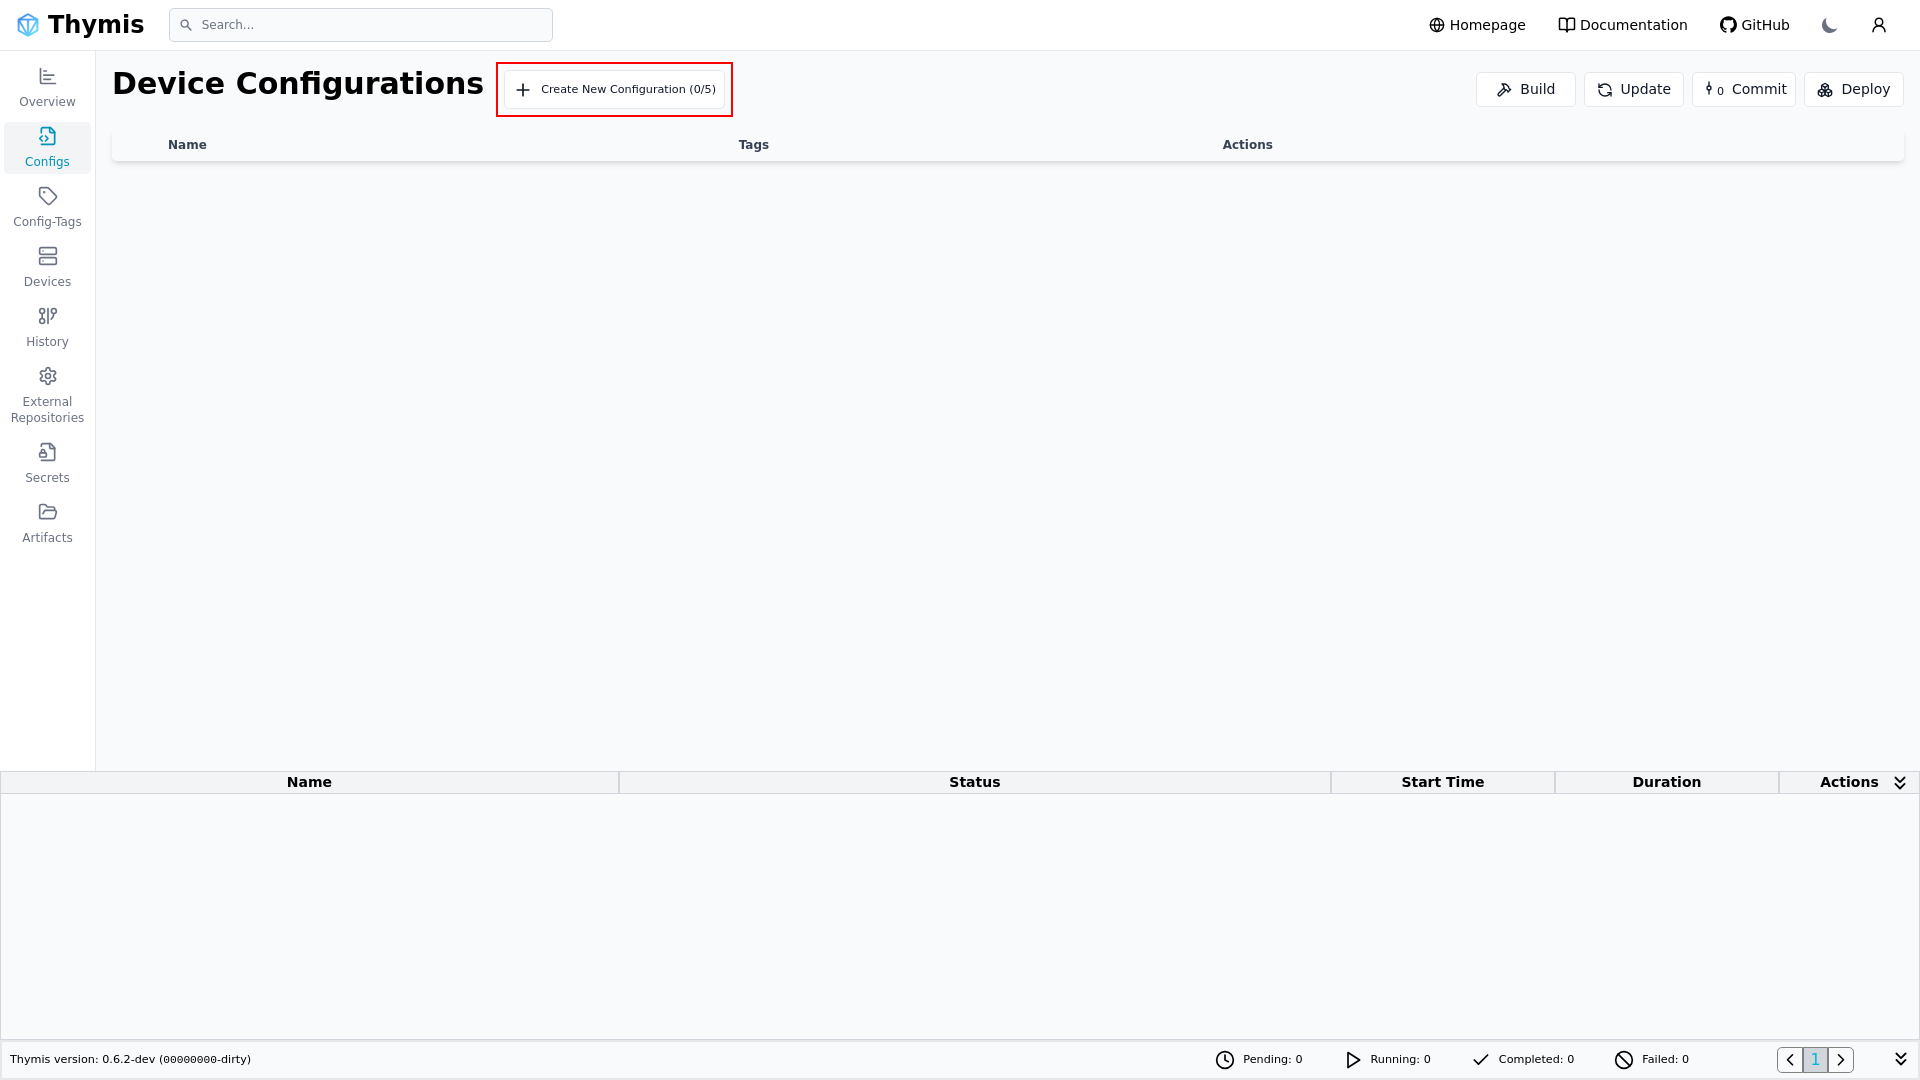 Thymis
Search...
Homepage
Documentation
GitHub
Overview
Configs
Config-Tags
Devices
History
External
Repositories
Secrets
Artifacts
Device Configurations
Create New Configuration (0/5)
Build
Update
0 Commit
Deploy
Name Tags Actions
Name Status Start Time Duration Actions
Thymis version: 0.6.2-dev (00000000-dirty)
Pending: 0
Running: 0
Completed: 0
Failed: 0
1